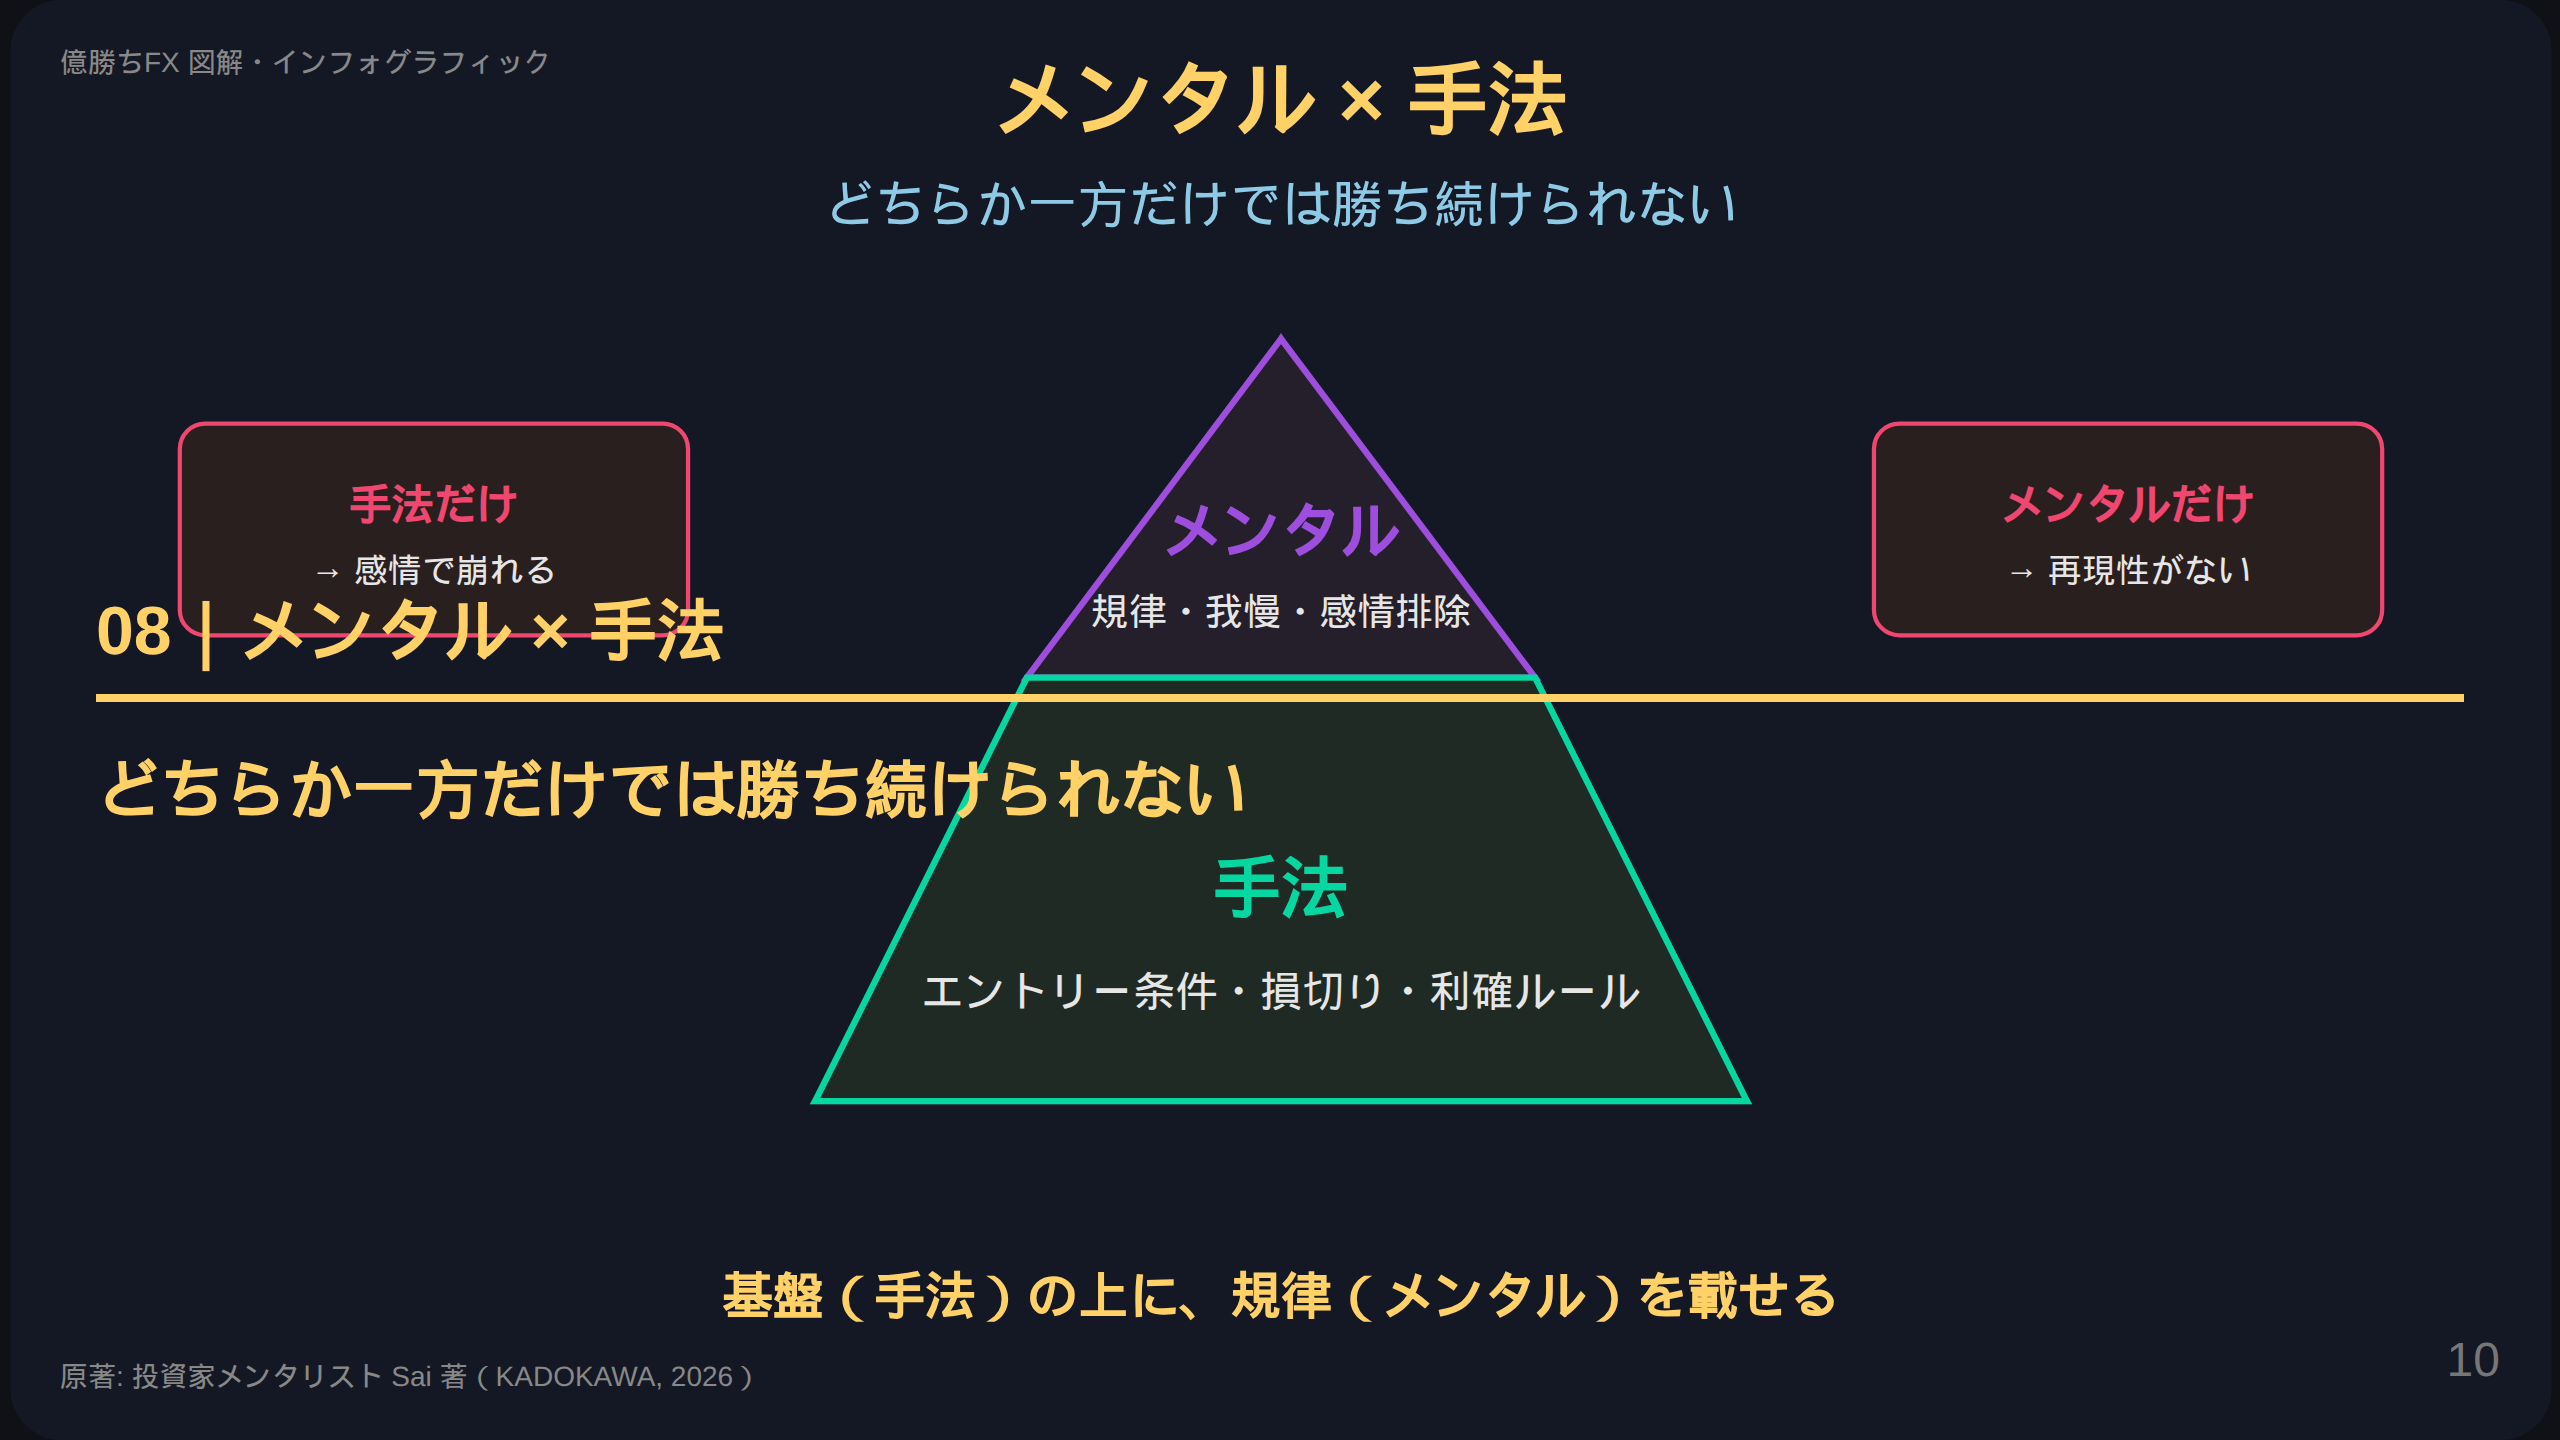 億勝ちFX 図解・インフォグラフィック
メンタル × 手法
どちらか一方だけでは勝ち続けられない
手法だけ
→ 感情で崩れる
メンタルだけ
→ 再現性がない
メンタル
規律・我慢・感情排除
08｜メンタル × 手法
どちらか一方だけでは勝ち続けられない
手法
エントリー条件・損切り・利確ルール
基盤（手法）の上に、規律（メンタル）を載せる
原著: 投資家メンタリスト Sai 著（KADOKAWA, 2026）
10